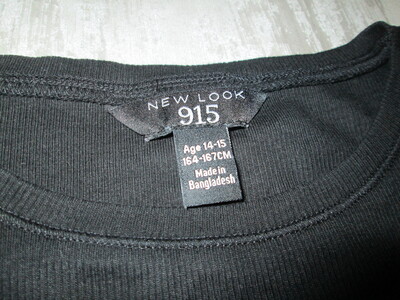 NEW LOOK
915
Age 14-15
164-167CM
Made in
Bangladesh